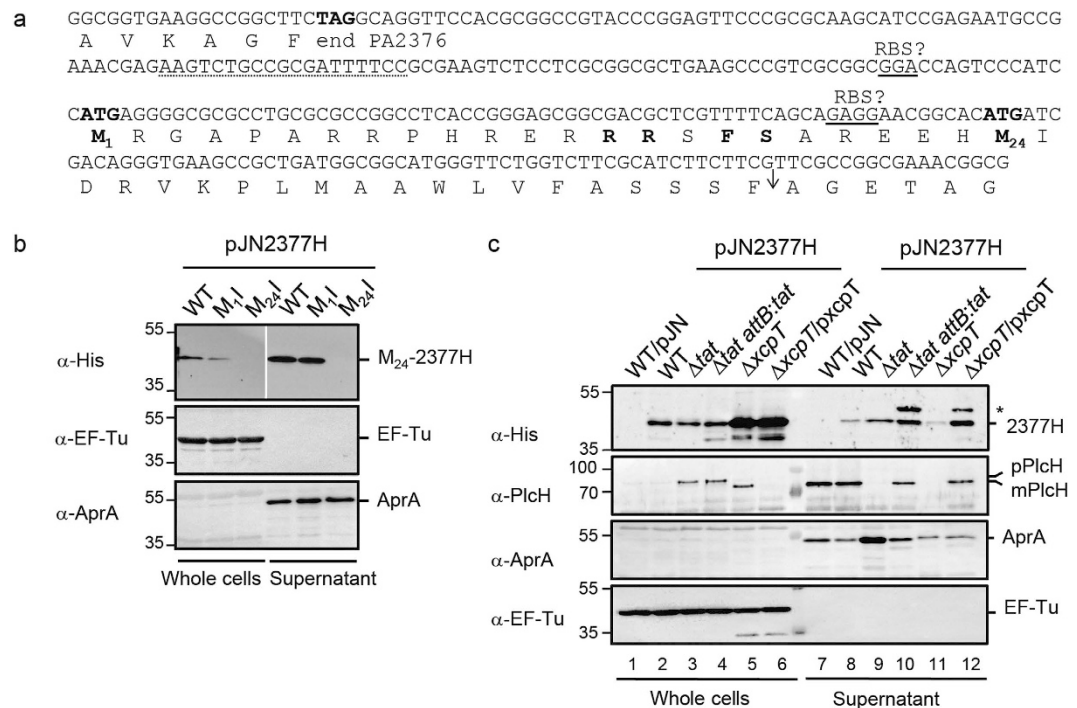 a
GGCGGTGAAGGCCGGCTTCTAGGGCAGGTTCCACGCGGCCGTACCCGGAGTTCCCGCGCAAGCATCCGAGAATGCCG
A V K A G F end PA2376
RBS?
AAACGAGAAGTCTGCCGCGATTTTCCGCGAAGTCTCCTCGCGGCGCTGAAGCCCGTCGCGGCGGACCAGTCCCATC
RBS?
CATGAGGGGCGCGCCTGCGCGCCGGCCTCACCGGGAGCGGCGACGCTCGTTTTCAGCAGAGGAACGGCACATGATC
M1 R G A P A R R P H R E R R R S F S A R E E H M24 I
GACAGGGTGAAGCCGCTGATGGCGGCATGGGTTCTGGTCTTCGCATCTTCTTCGTTCGCCGGCGAAACGGCG
D R V K P L M A A W L V F A S S S F A G E T A G
b
pJN2377H
WT M1I M24I WT M1I M24I
55
α-His M24-2377H
35
55
α-EF-Tu EF-Tu
35
55
α-AprA AprA
35
Whole cells Supernatant
c
pJN2377H pJN2377H
WT/pJN WT Δtat Δtat attB:tat ΔxcpT ΔxcpT/pxcpT WT/pJN WT Δtat Δtat attB:tat ΔxcpT ΔxcpT/pxcpT
55
*
α-His 2377H
35
100
pPlcH
α-PlcH
mPlcH
70
55
AprA
α-AprA
55
EF-Tu
α-EF-Tu
35
1 2 3 4 5 6 7 8 9 10 11 12
Whole cells Supernatant